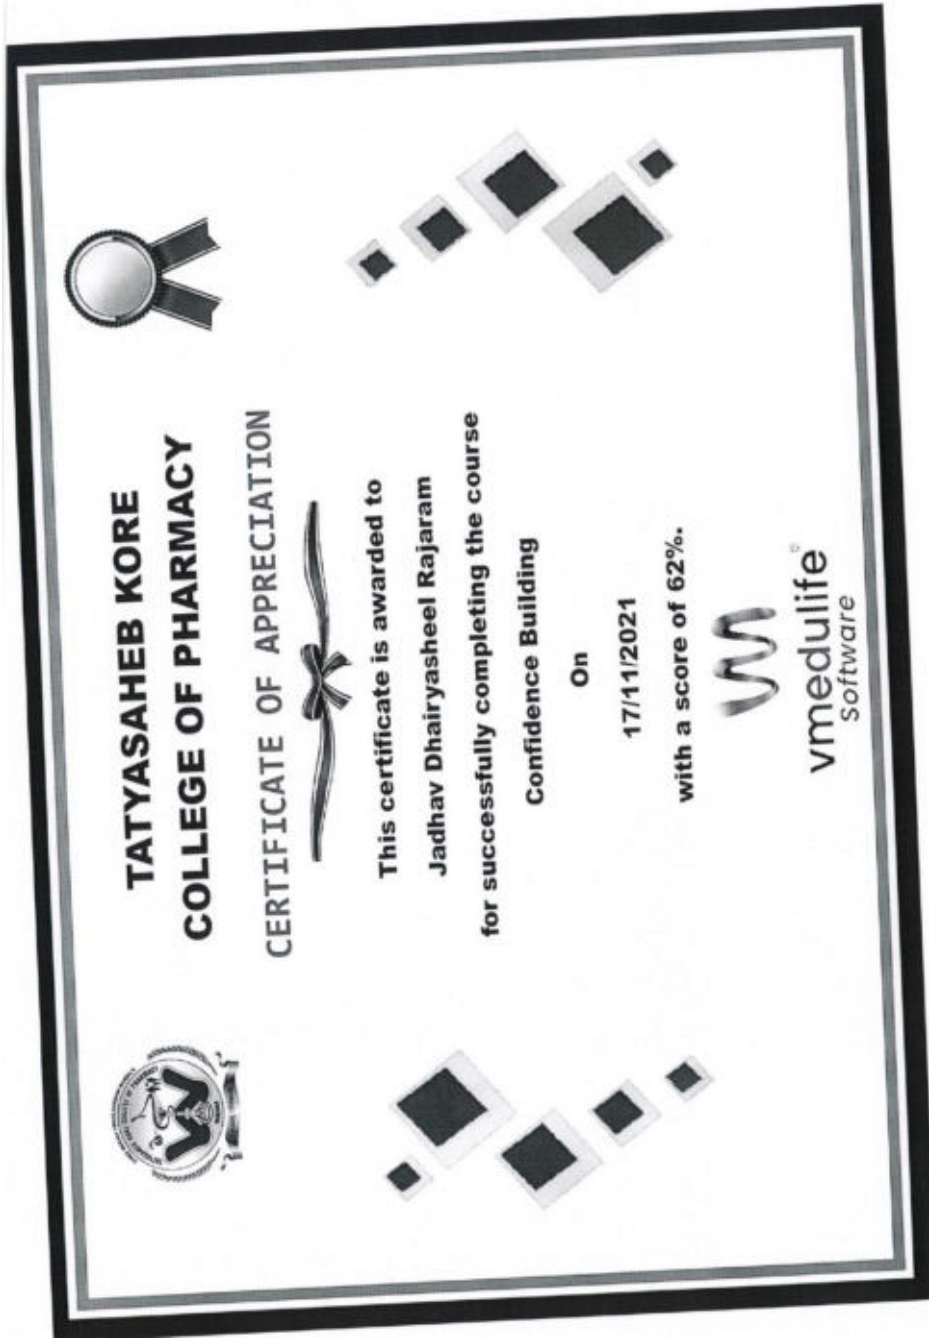 TATYASAHEB KORE
COLLEGE OF PHARMACY
CERTIFICATE OF APPRECIATION
This certificate is awarded to
Jadhav Dhairyasheel Rajaram
for successfully completing the course
Confidence Building
On
17/11/2021
with a score of 62%.
vmedulife
Software